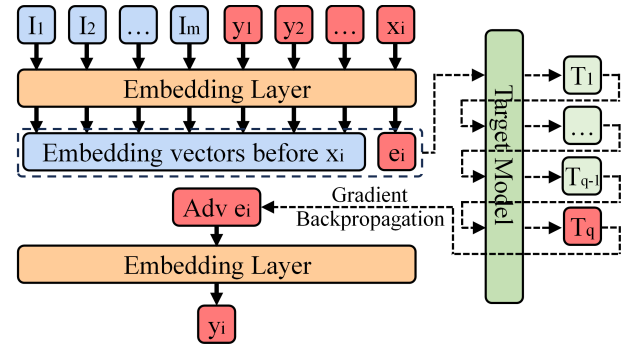 I1 I2 ... Im y1 y2 ... xi
Embedding Layer
Embedding vectors before xi
ei
Adv ei
Gradient
Backpropagation
Embedding Layer
yi
Target Model
T1
...
Tq-1
Tq